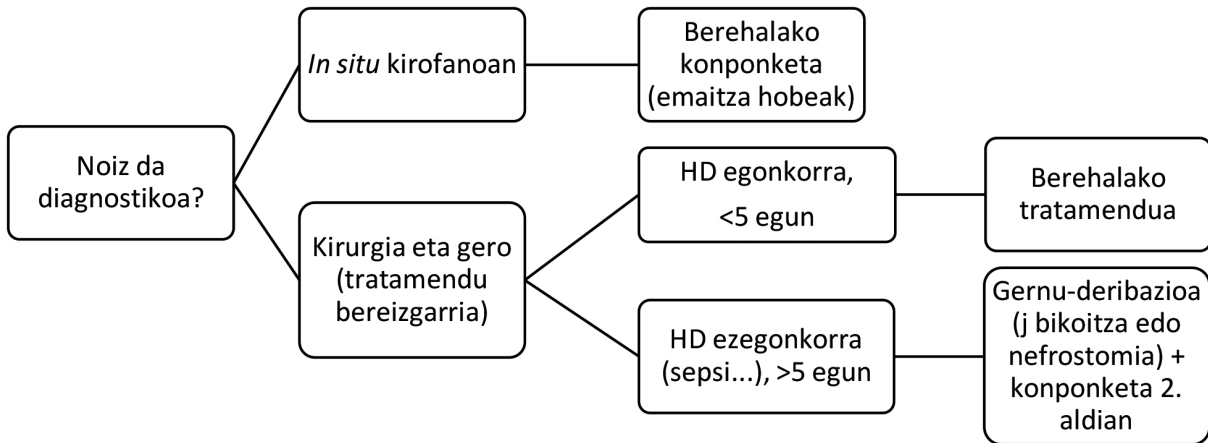 Noiz da
diagnostikoa?
In situ kirofanoan
Berehalako
konponketa
(emaitza hobeak)
Kirurgia eta gero
(tratamendu
bereizgarria)
HD egonkorra,
<5 egun
Berehalako
tratamendua
HD ezegonkorra
(sepsi...), >5 egun
Gernu-deribazioa
(j bikoitza edo
nefrostomia) +
konponketa 2.
aldian